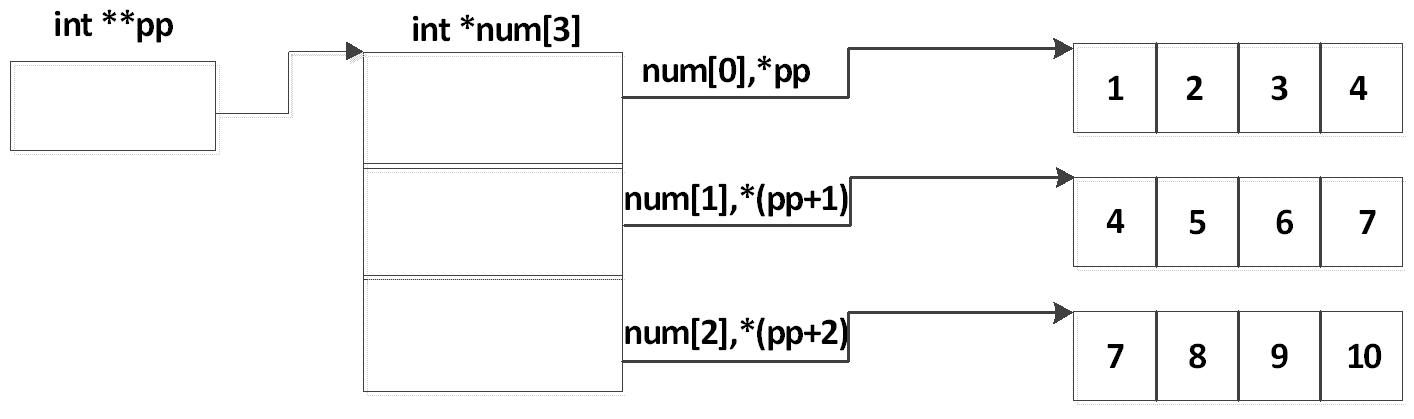 int **pp
int *num[3]
num[0],*pp
1 2 3 4
num[1],*(pp+1)
4 5 6 7
num[2],*(pp+2)
7 8 9 10